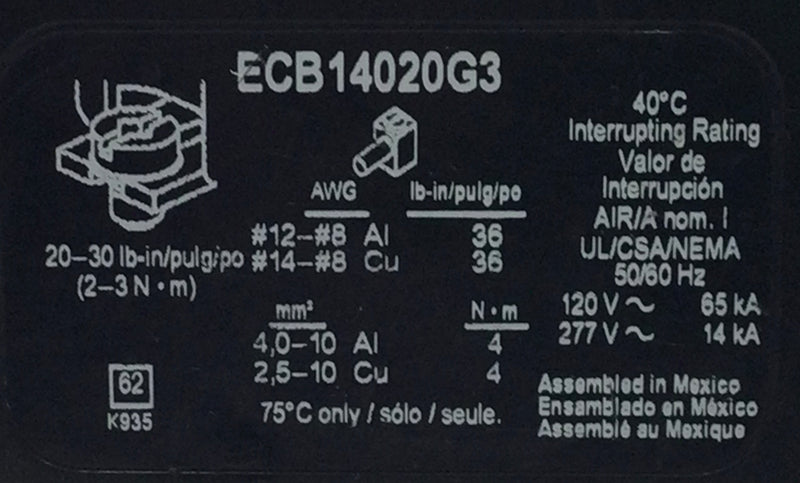 ECB14020G3
20–30 lb-in/pulg/po
(2–3 N • m)
62
K935
AWG lb-in/pulg/po
#12–#8 Al 36
#14–#8 Cu 36
mm² N • m
4,0–10 Al 4
2,5–10 Cu 4
75°C only / sólo / seule.
40°C
Interrupting Rating
Valor de
Interrupción
AIR/A nom. I
UL/CSA/NEMA
50/60 Hz
120 V ~ 65 kA
277 V ~ 14 kA
Assembled in Mexico
Ensamblado en México
Assemblé au Mexique